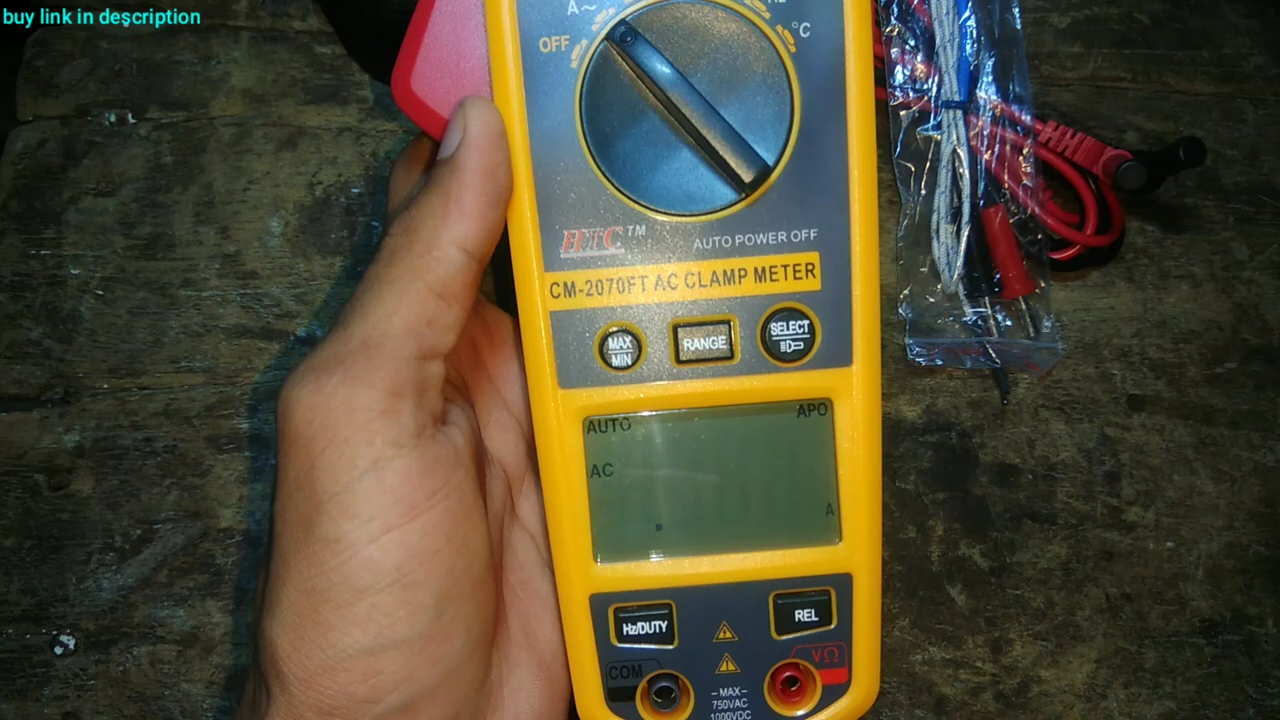 buy link in description
A~
Hz
OFF
°C
HTC™
AUTO POWER OFF
CM-2070FT AC CLAMP METER
MAX
MIN
RANGE
SELECT
AUTO
APO
AC
A
Hz/DUTY
REL
COM
VΩ
–MAX–
750VAC
1000VDC